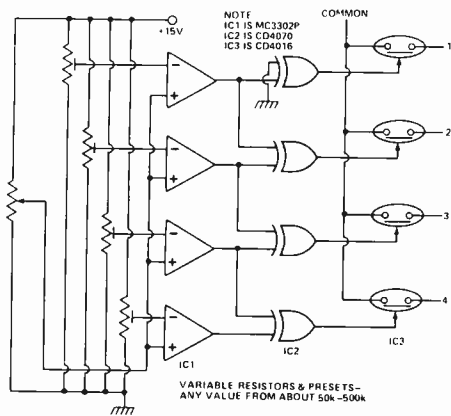 NOTE
IC1 IS MC3302P
IC2 IS CD4070
IC3 IS CD4016
COMMON
+15V
1
2
3
4
−
+
−
+
−
+
−
+
IC1
IC2
IC3
VARIABLE RESISTORS & PRESETS—
ANY VALUE FROM ABOUT 50k–500k